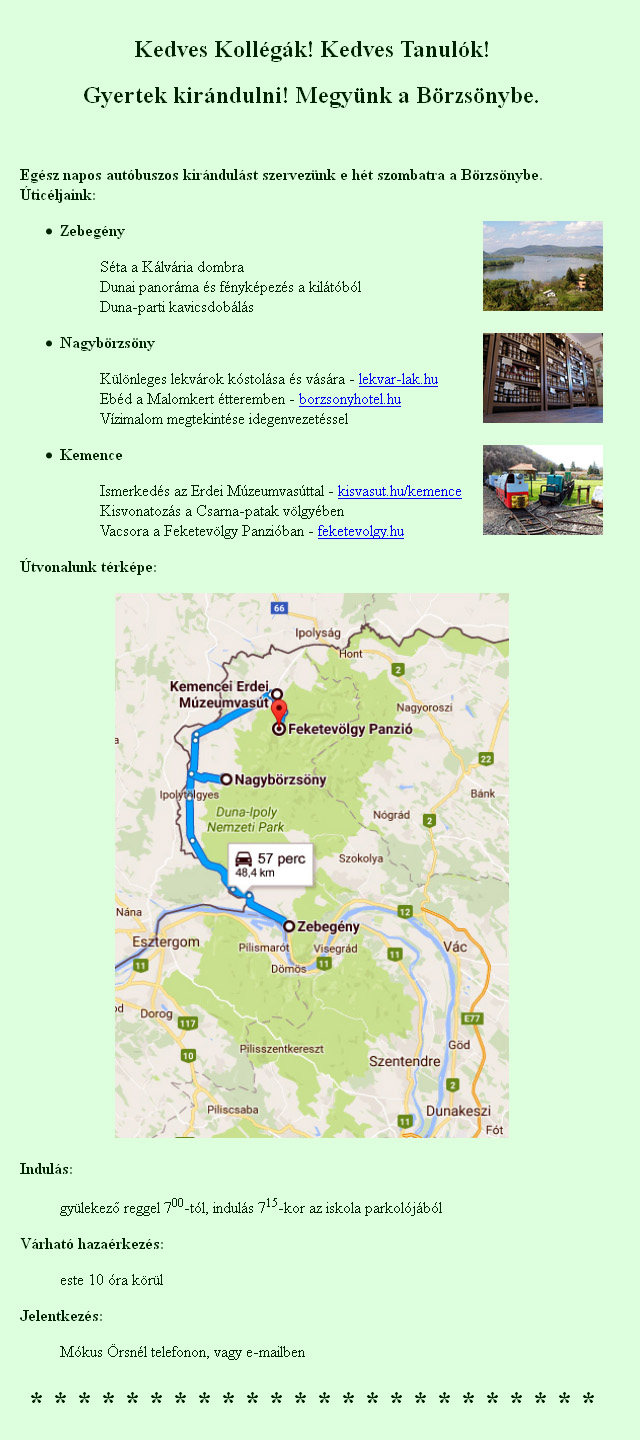 Kedves Kollégák! Kedves Tanulók!
Gyertek kirándulni! Megyünk a Börzsönybe.
Egész napos autóbuszos kirándulást szervezünk e hét szombatra a Börzsönybe.
Úticéljaink:
• Zebegény
Séta a Kálvária dombra
Dunai panoráma és fényképezés a kilátóból
Duna-parti kavicsdobálás
• Nagybörzsöny
Különleges lekvárok kóstolása és vására - lekvar-lak.hu
Ebéd a Malomkert étteremben - borzsonyhotel.hu
Vízimalom megtekintése idegenvezetéssel
• Kemence
Ismerkedés az Erdei Múzeumvasúttal - kisvasut.hu/kemence
Kisvonatozás a Csarna-patak völgyében
Vacsora a Feketevölgy Panzióban - feketevolgy.hu
Útvonalunk térképe:
66
Ipolyság
Hont
2
Kemencei Erdei
Múzeumvasút
Nagyoroszi
Feketevölgy Panzió
22
Nagybörzsöny
Bánk
Ipolytölgyes
Duna-Ipoly
Nemzeti Park
Nógrád
2
57 perc
48,4 km
Szokolya
Nána
12
Zebegény
Esztergom
Pilismarót
Visegrád
Vác
11
Dömös
11
11
Dorog
117
E77
Göd
10
Pilisszentkereszt
Szentendre
2
Piliscsaba
Dunakeszi
11
Fót
Indulás:
gyülekező reggel 7⁰⁰-tól, indulás 7¹⁵-kor az iskola parkolójából
Várható hazaérkezés:
este 10 óra körül
Jelentkezés:
Mókus Örsnél telefonon, vagy e-mailben
* * * * * * * * * * * * * * * * * * * * * * * *